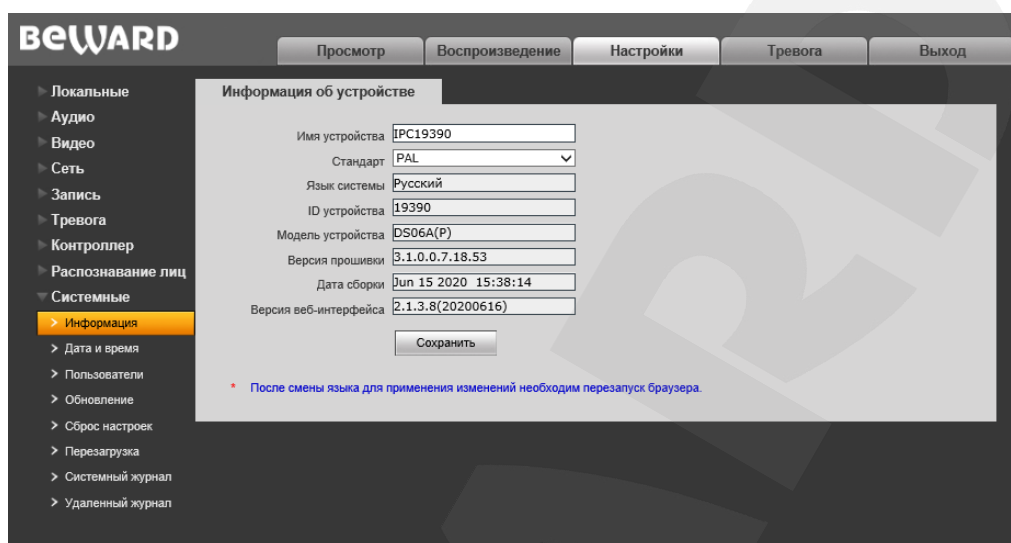 BEWARD
Просмотр
Воспроизведение
Настройки
Тревога
Выход
Локальные
Аудио
Видео
Сеть
Запись
Тревога
Контроллер
Распознавание лиц
Системные
Информация
Дата и время
Пользователи
Обновление
Сброс настроек
Перезагрузка
Системный журнал
Удаленный журнал
Информация об устройстве
Имя устройства IPC19390
Стандарт PAL
Язык системы Русский
ID устройства 19390
Модель устройства DS06A(P)
Версия прошивки 3.1.0.0.7.18.53
Дата сборки Jun 15 2020 15:38:14
Версия веб-интерфейса 2.1.3.8(20200616)
Сохранить
* После смены языка для применения изменений необходим перезапуск браузера.